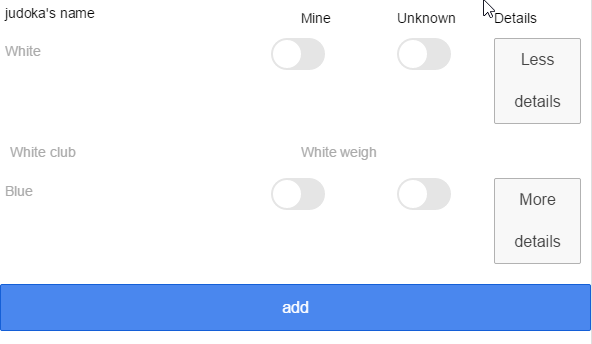 judoka's name Mine Unknown Details
White Less details
White club White weigh
Blue More details
add